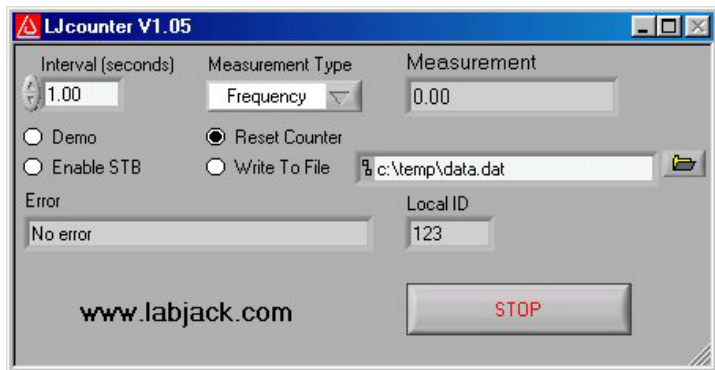 LJcounter V1.05
Interval (seconds)
Measurement Type
Measurement
1.00
Frequency
0.00
Demo
Reset Counter
Enable STB
Write To File
c:\temp\data.dat
Error
Local ID
No error
123
www.labjack.com
STOP